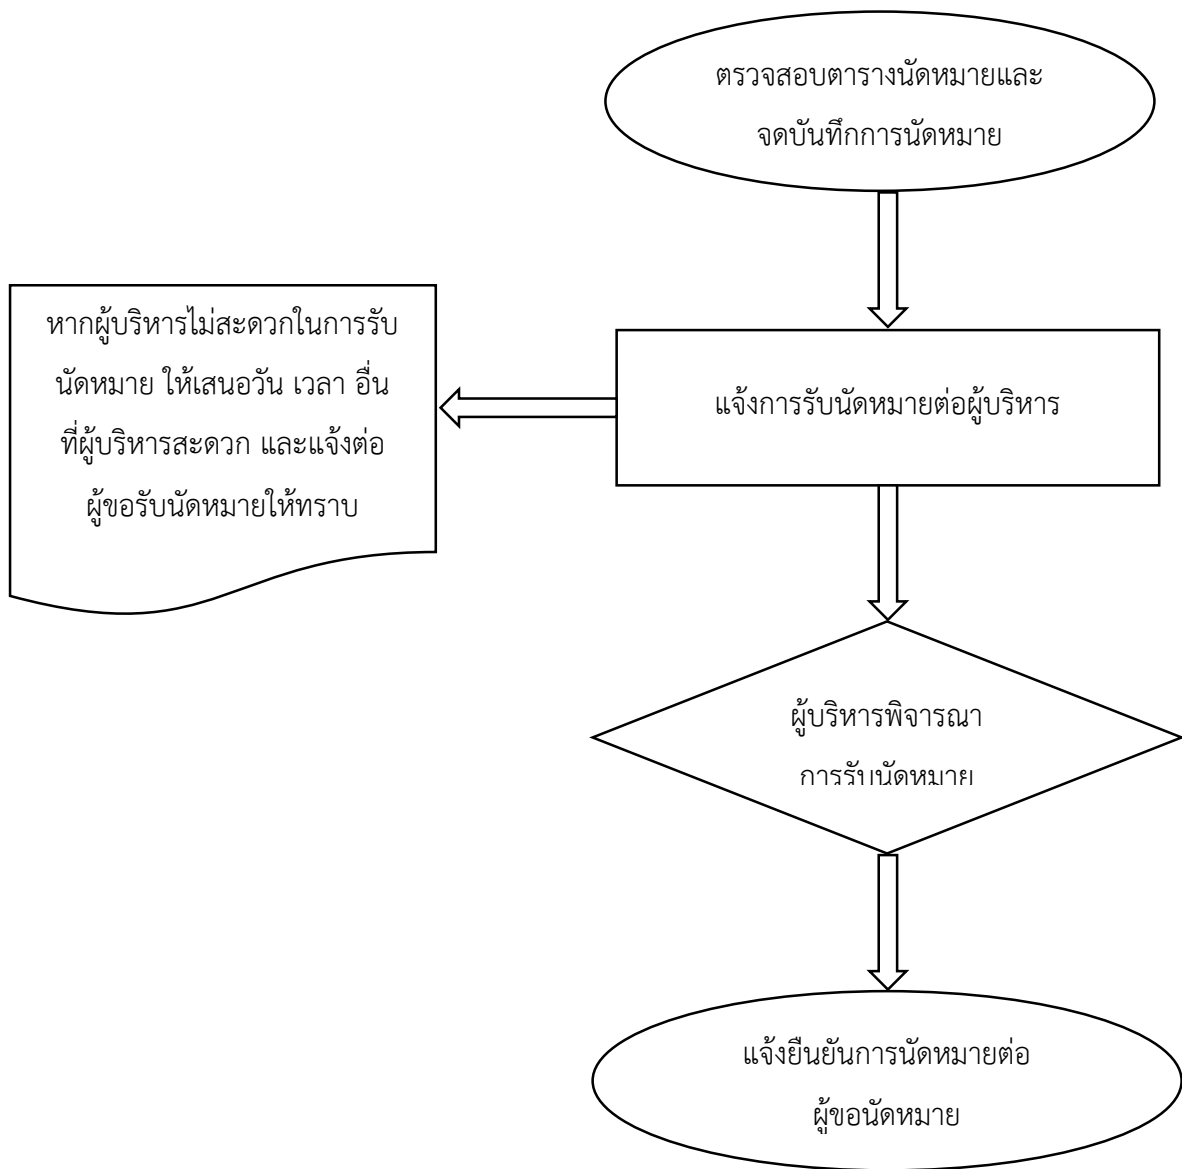 ตรวจสอบตารางนัดหมายและ
จดบันทึกการนัดหมาย
หากผู้บริหารไม่สะดวกในการรับ
นัดหมาย ให้เสนอวัน เวลา อื่น
ที่ผู้บริหารสะดวก และแจ้งต่อ
ผู้ขอรับนัดหมายให้ทราบ
แจ้งการรับนัดหมายต่อผู้บริหาร
ผู้บริหารพิจารณา
การรับนัดหมาย
แจ้งยืนยันการนัดหมายต่อ
ผู้ขอนัดหมาย